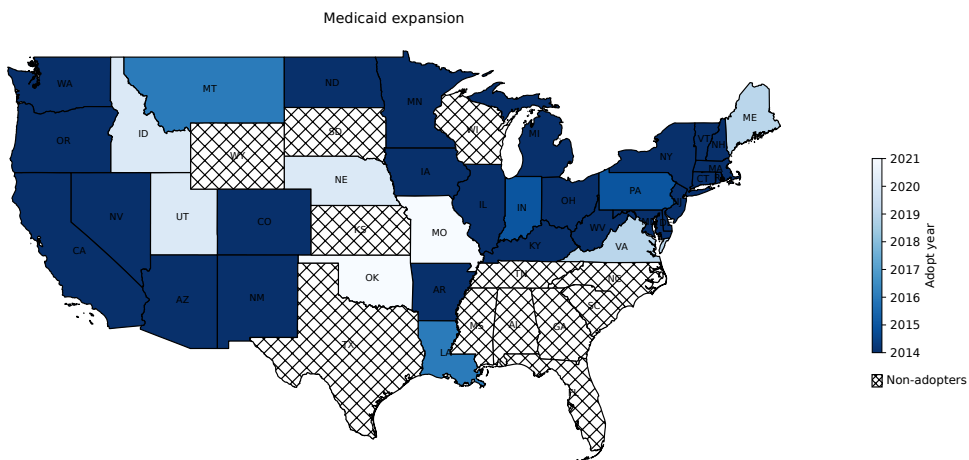 Medicaid expansion
WA
MT
ND
MN
ME
OR
ID
SD
WI
MI
VT
NH
WY
NY
MA
CT
IA
NE
PA
NV
UT
CO
IL
IN
OH
NJ
KS
MO
WV
CA
KY
VA
AZ
NM
OK
AR
TN
NC
SC
TX
LA
MS
AL
GA
2021
2020
2019
2018
2017
2016
2015
2014
Adopt year
Non-adopters